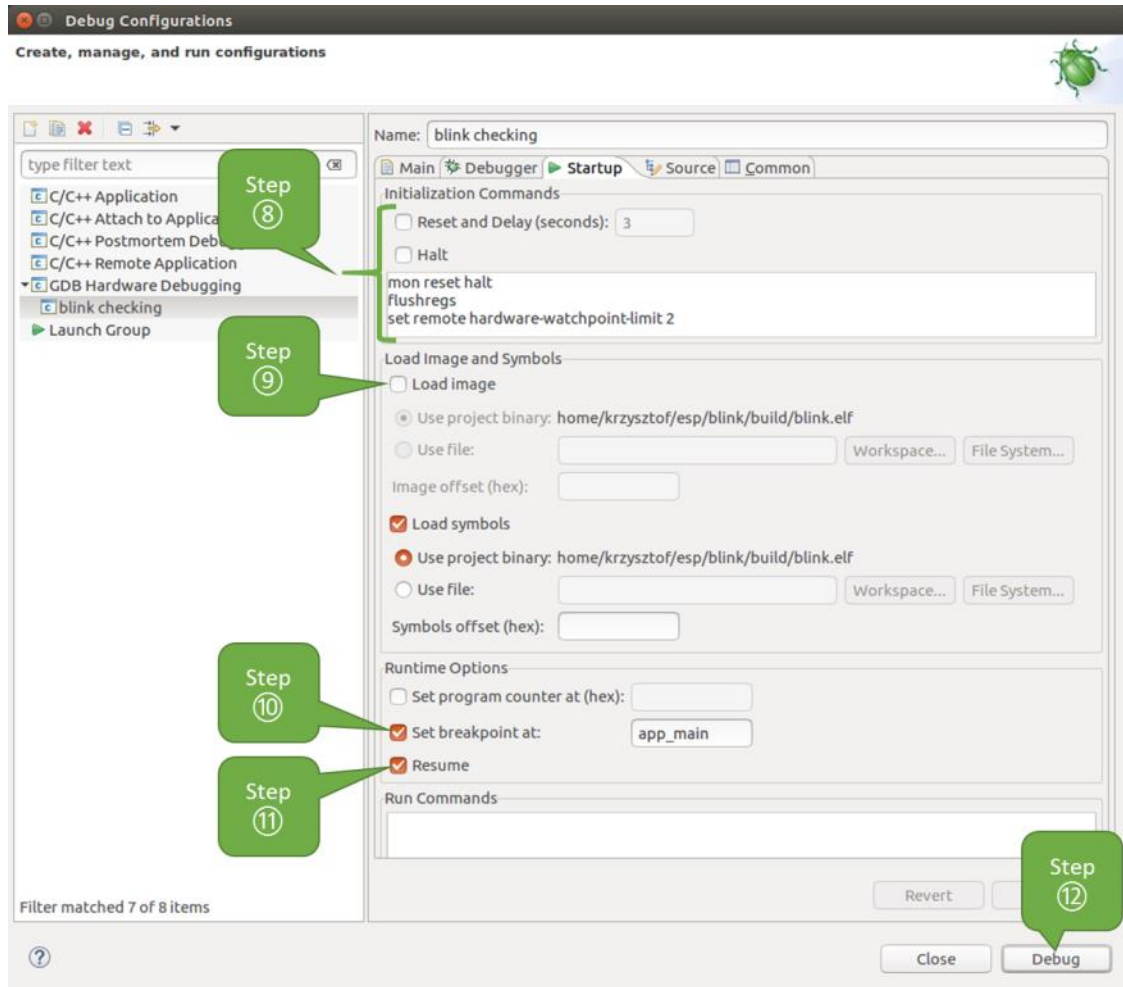 Debug Configurations
Create, manage, and run configurations
Name: blink checking
type filter text
Main Debugger Startup Source Common
C/C++ Application
C/C++ Attach to Applica
C/C++ Postmortem Debu
C/C++ Remote Application
GDB Hardware Debugging
blink checking
Launch Group
Step
⑧
Initialization Commands
Reset and Delay (seconds): 3
Halt
mon reset halt
flushregs
set remote hardware-watchpoint-limit 2
Step
⑨
Load Image and Symbols
Load image
Use project binary: home/krzysztof/esp/blink/build/blink.elf
Use file: Workspace... File System...
Image offset (hex):
Load symbols
Use project binary: home/krzysztof/esp/blink/build/blink.elf
Use file: Workspace... File System...
Symbols offset (hex):
Step
⑩
Runtime Options
Set program counter at (hex):
Set breakpoint at: app_main
Resume
Step
⑪
Run Commands
Step
⑫
Filter matched 7 of 8 items
Revert
Close Debug